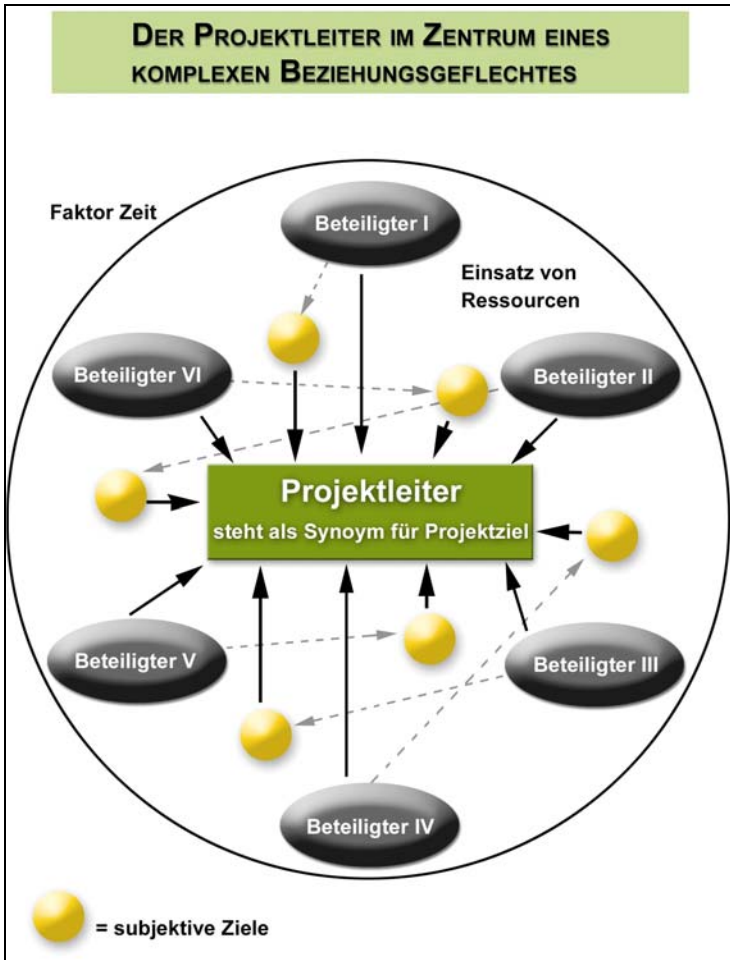 DER PROJEKTLEITER IM ZENTRUM EINES
KOMPLEXEN BEZIEHUNGSGEFLECHTES
Faktor Zeit
Beteiligter I
Einsatz von
Ressourcen
Beteiligter VI
Beteiligter II
Projektleiter
steht als Synoym für Projektziel
Beteiligter V
Beteiligter III
Beteiligter IV
= subjektive Ziele